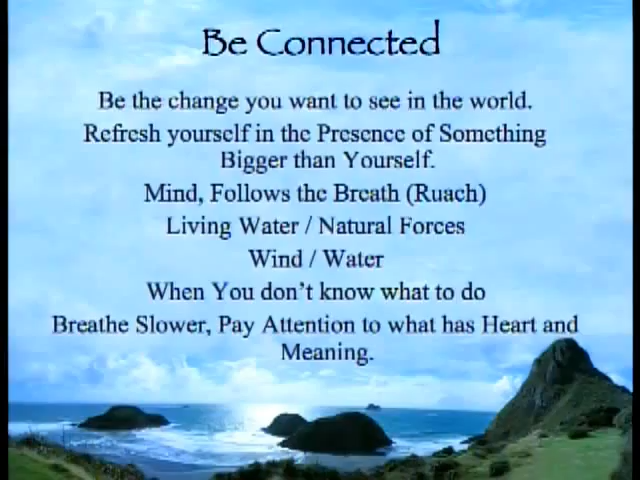 Be Connected
Be the change you want to see in the world.
Refresh yourself in the Presence of Something
Bigger than Yourself.
Mind, Follows the Breath (Ruach)
Living Water / Natural Forces
Wind / Water
When You don't know what to do
Breathe Slower, Pay Attention to what has Heart and
Meaning.